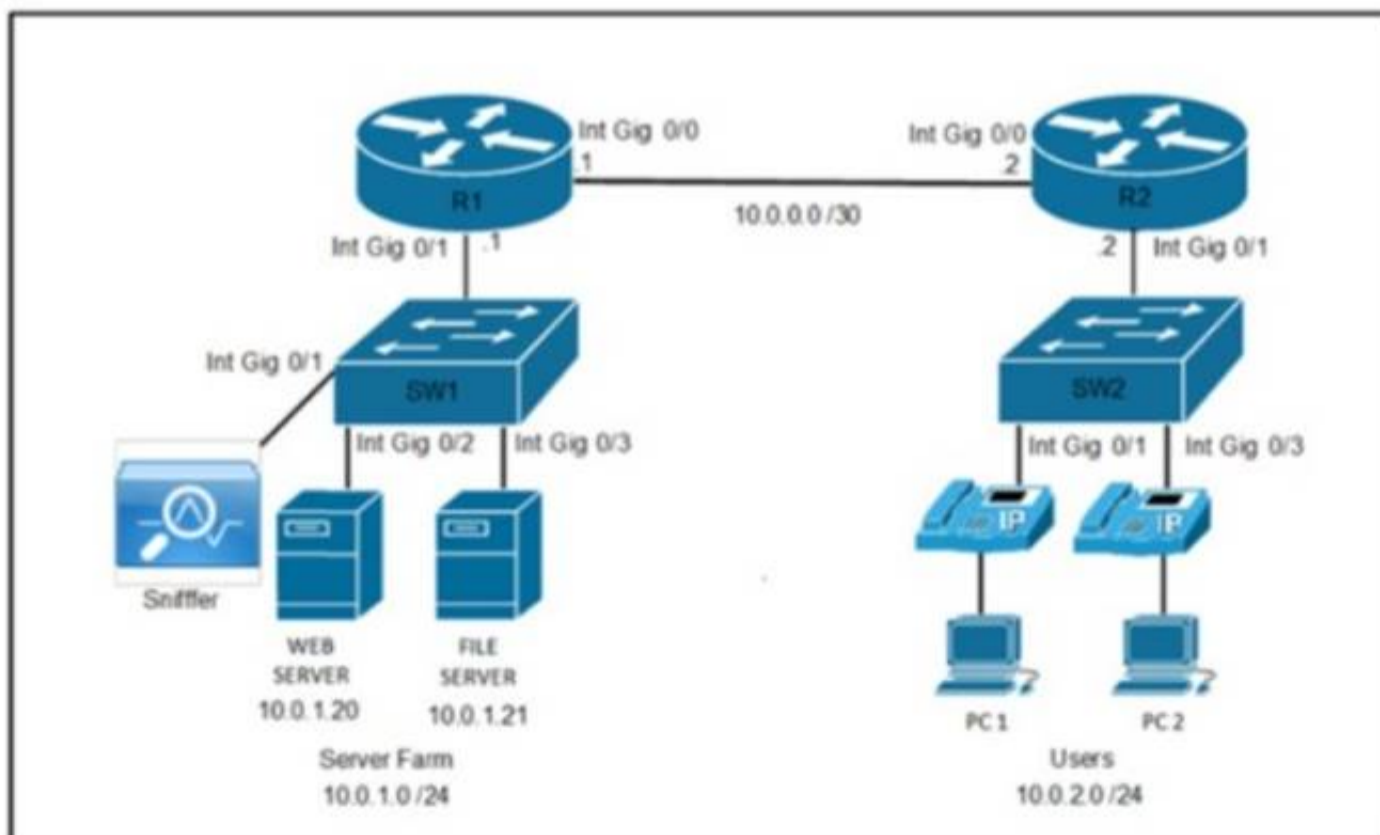 Int Gig 0/0
.1
R1
Int Gig 0/0
.2
R2
10.0.0.0 /30
Int Gig 0/1
.1
.2
Int Gig 0/1
Int Gig 0/1
SW1
SW2
Int Gig 0/2
Int Gig 0/3
Int Gig 0/1
Int Gig 0/3
IP
IP
Snifffer
WEB
SERVER
10.0.1.20
FILE
SERVER
10.0.1.21
PC 1
PC 2
Server Farm
10.0.1.0 /24
Users
10.0.2.0 /24